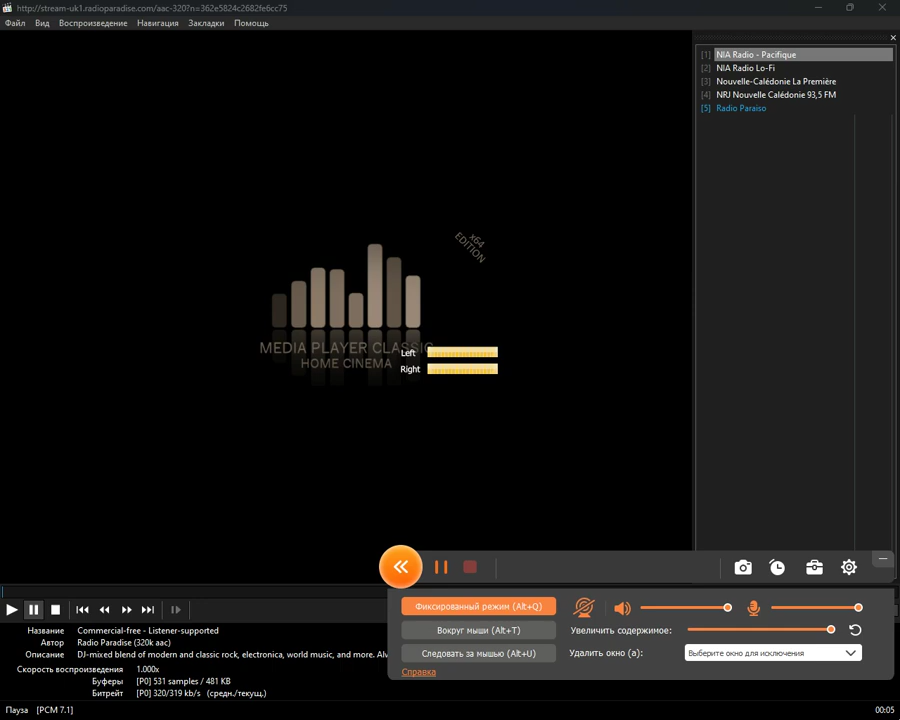 http://stream-uk1.radioparadise.com/aac-320?n=362e5824c2682fe6cc75
Файл Вид Воспроизведение Навигация Закладки Помощь
[1] NIA Radio - Pacifique
[2] NIA Radio Lo-Fi
[3] Nouvelle-Calédonie La Première
[4] NRJ Nouvelle Calédonie 93,5 FM
[5] Radio Paraiso
x64
EDITION
MEDIA PLAYER CLASSIC
HOME CINEMA
Left
Right
Фиксированный режим (Alt+Q)
Вокруг мыши (Alt+T)
Увеличить содержимое:
Следовать за мышью (Alt+U)
Удалить окно (а):
Выберите окно для исключения
Справка
Название Commercial-free - Listener-supported
Автор Radio Paradise (320k aac)
Описание DJ-mixed blend of modern and classic rock, electronica, world music, and more.
Скорость воспроизведения 1.000x
Буферы [P0] 531 samples / 481 KB
Битрейт [P0] 320/319 kb/s (средн./текущ.)
Пауза [PCM 7.1] 00:05